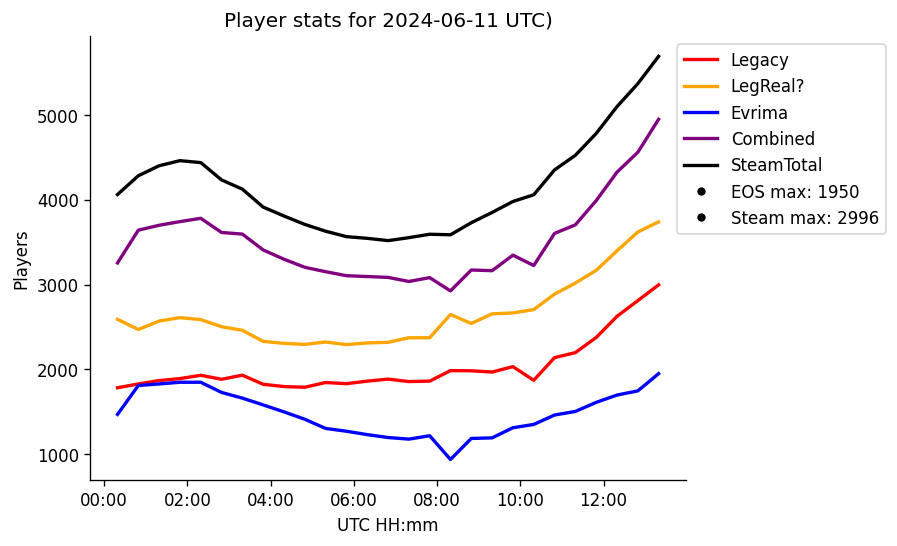 Player stats for 2024-06-11 UTC)
Legacy
LegReal?
Evrima
Combined
SteamTotal
EOS max: 1950
Steam max: 2996
5000
4000
3000
2000
1000
Players
00:00 02:00 04:00 06:00 08:00 10:00 12:00
UTC HH:mm